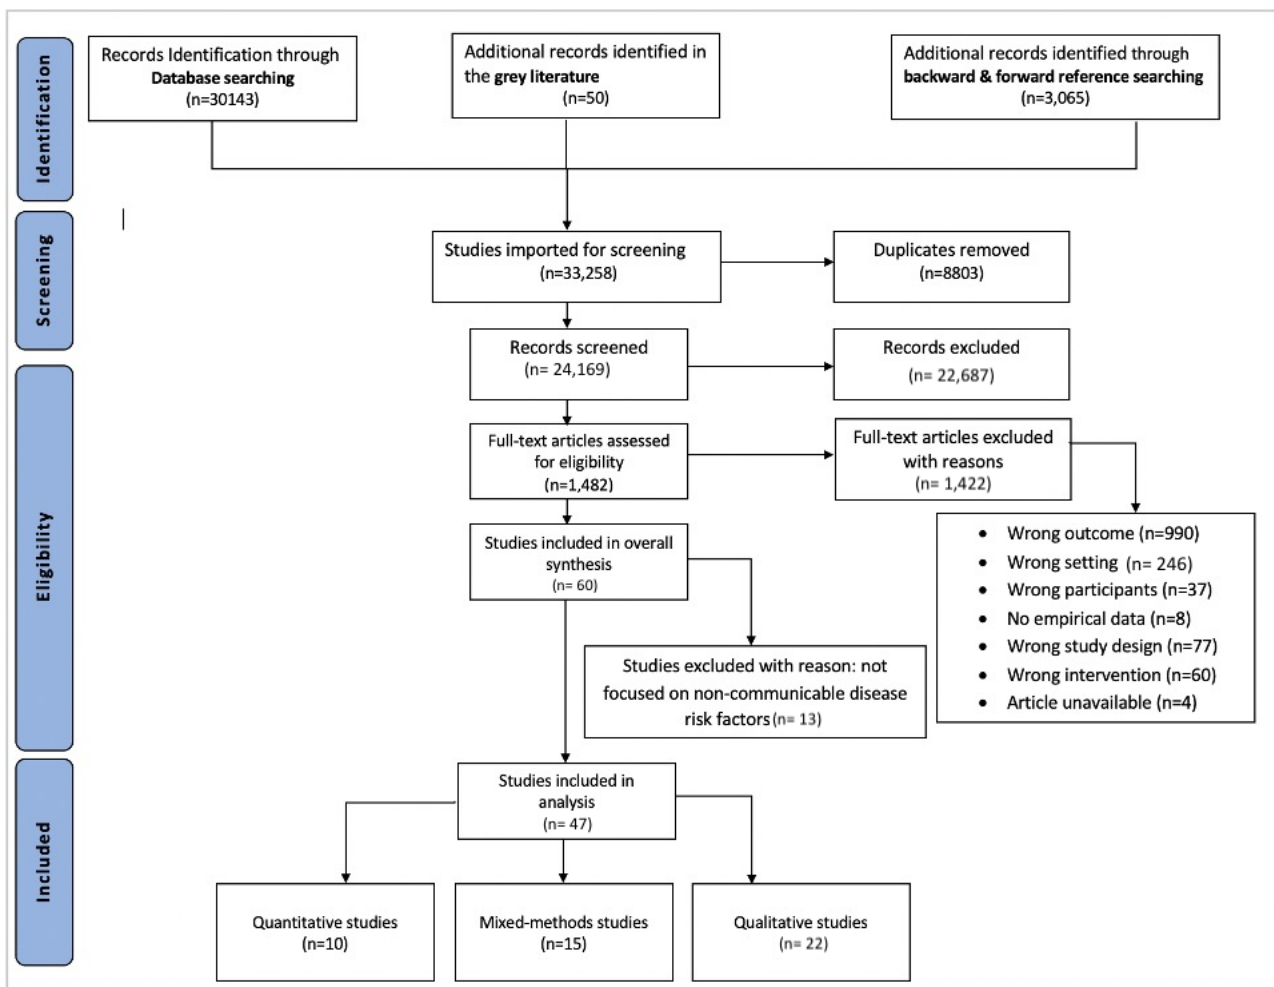 Identification
Records Identification through
Database searching
(n=30143)
Additional records identified in
the grey literature
(n=50)
Additional records identified through
backward & forward reference searching
(n=3,065)
Screening
Studies imported for screening
(n=33,258)
Duplicates removed
(n=8803)
Records screened
(n= 24,169)
Records excluded
(n= 22,687)
Eligibility
Full-text articles assessed
for eligibility
(n=1,482)
Full-text articles excluded
with reasons
(n= 1,422)
• Wrong outcome (n=990)
• Wrong setting (n= 246)
• Wrong participants (n=37)
• No empirical data (n=8)
• Wrong study design (n=77)
• Wrong intervention (n=60)
• Article unavailable (n=4)
Studies included in overall
synthesis
(n= 60)
Studies excluded with reason: not
focused on non-communicable disease
risk factors (n= 13)
Included
Studies included in
analysis
(n= 47)
Quantitative studies
(n=10)
Mixed-methods studies
(n=15)
Qualitative studies
(n= 22)